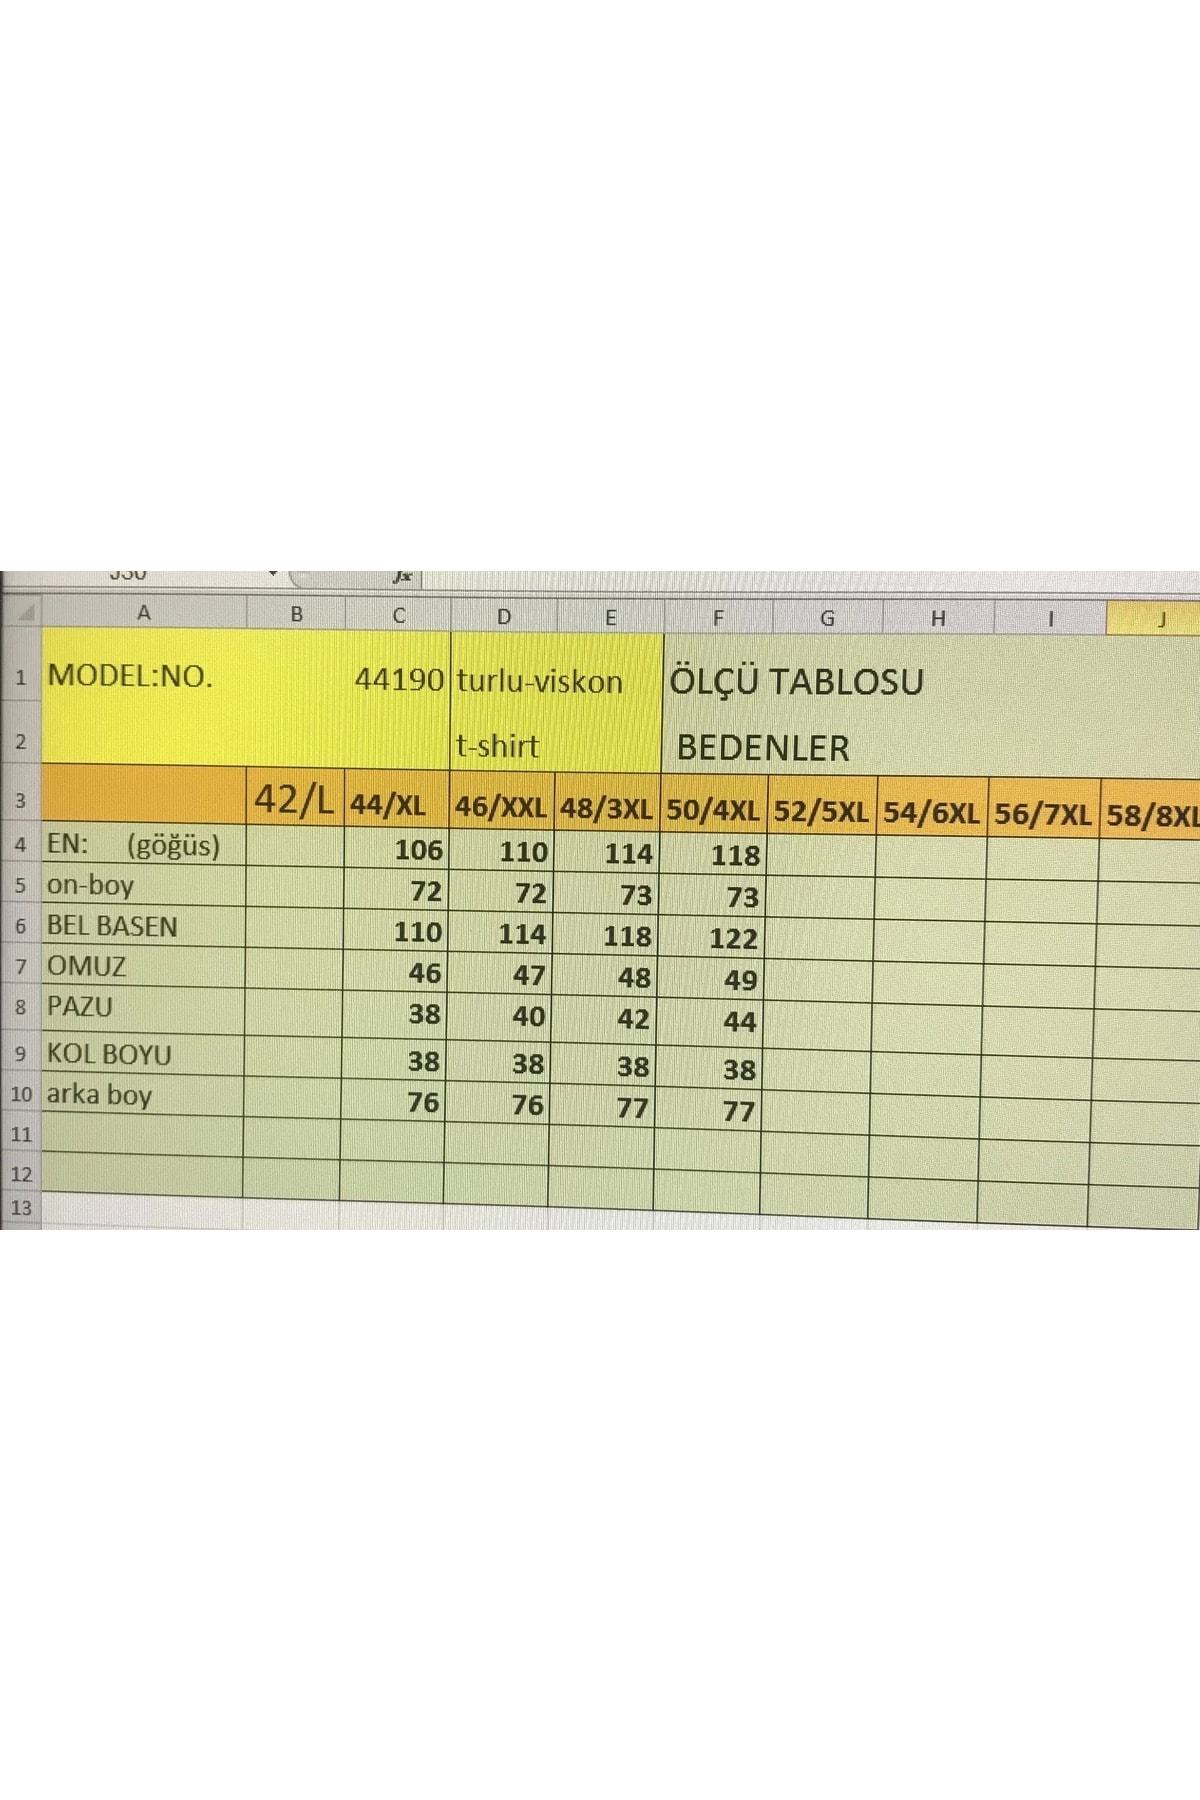 A B C D E F G H I J
1 MODEL:NO. 44190 turlu-viskon ÖLÇÜ TABLOSU
2 t-shirt BEDENLER
3 42/L 44/XL 46/XXL 48/3XL 50/4XL 52/5XL 54/6XL 56/7XL 58/8XL
4 EN: (göğüs) 106 110 114 118
5 on-boy 72 72 73 73
6 BEL BASEN 110 114 118 122
7 OMUZ 46 47 48 49
8 PAZU 38 40 42 44
9 KOL BOYU 38 38 38 38
10 arka boy 76 76 77 77
11
12
13